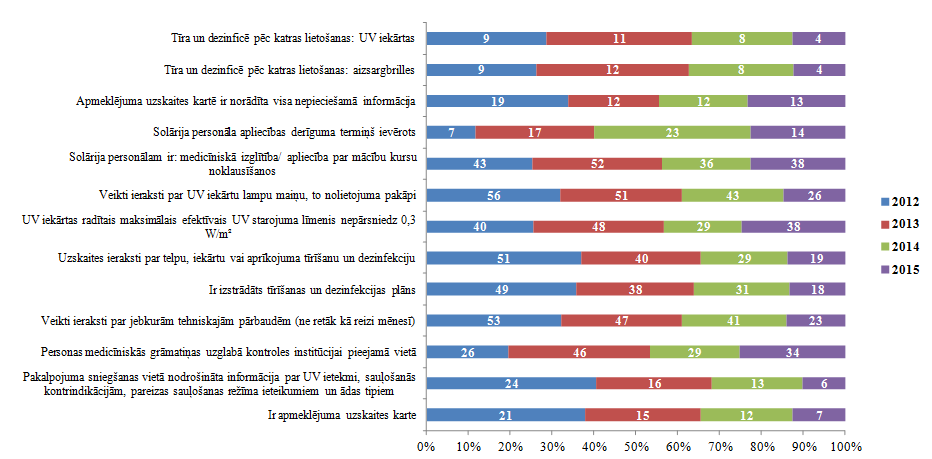 Tīra un dezinficē pēc katras lietošanas: UV iekārtas
9 11 8 4
Tīra un dezinficē pēc katras lietošanas: aizsargbrilles
9 12 8 4
Apmeklējuma uzskaites kartē ir norādīta visa nepieciešamā informācija
19 12 12 13
Solārija personāla apliecības derīguma termiņš ievērots
7 17 23 14
Solārija personālam ir: medicīniskā izglītība/ apliecība par mācību kursu
noklausīšanos
43 52 36 38
Veikti ieraksti par UV iekārtu lampu maiņu, to nolietojuma pakāpi
56 51 43 26
UV iekārtas radītais maksimālais efektīvais UV starojuma līmenis nepārsniedz 0,3
W/m²
40 48 29 38
Uzskaites ieraksti par telpu, iekārtu vai aprīkojuma tīrīšanu un dezinfekciju
51 40 29 19
Ir izstrādāts tīrīšanas un dezinfekcijas plāns
49 38 31 18
Veikti ieraksti par jebkurām tehniskajām pārbaudēm (ne retāk kā reizi mēnesī)
53 47 41 23
Personas medicīniskās grāmatiņas uzglabā kontroles institūcijai pieejamā vietā
26 46 29 34
Pakalpojuma sniegšanas vietā nodrošināta informācija par UV ietekmi, sauļošanās
kontrindikācijām, pareizas sauļošanas režīma ieteikumiem un ādas tipiem
24 16 13 6
Ir apmeklējuma uzskaites karte
21 15 12 7
0% 10% 20% 30% 40% 50% 60% 70% 80% 90% 100%
2012
2013
2014
2015